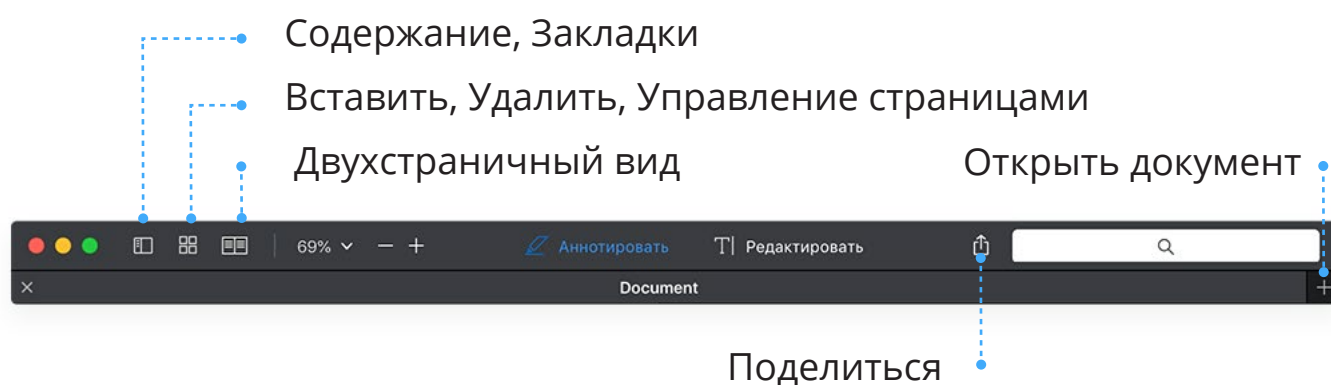 Содержание, Закладки
Вставить, Удалить, Управление страницами
Двухстраничный вид
Открыть документ
69% Аннотировать T| Редактировать
Document
Поделиться